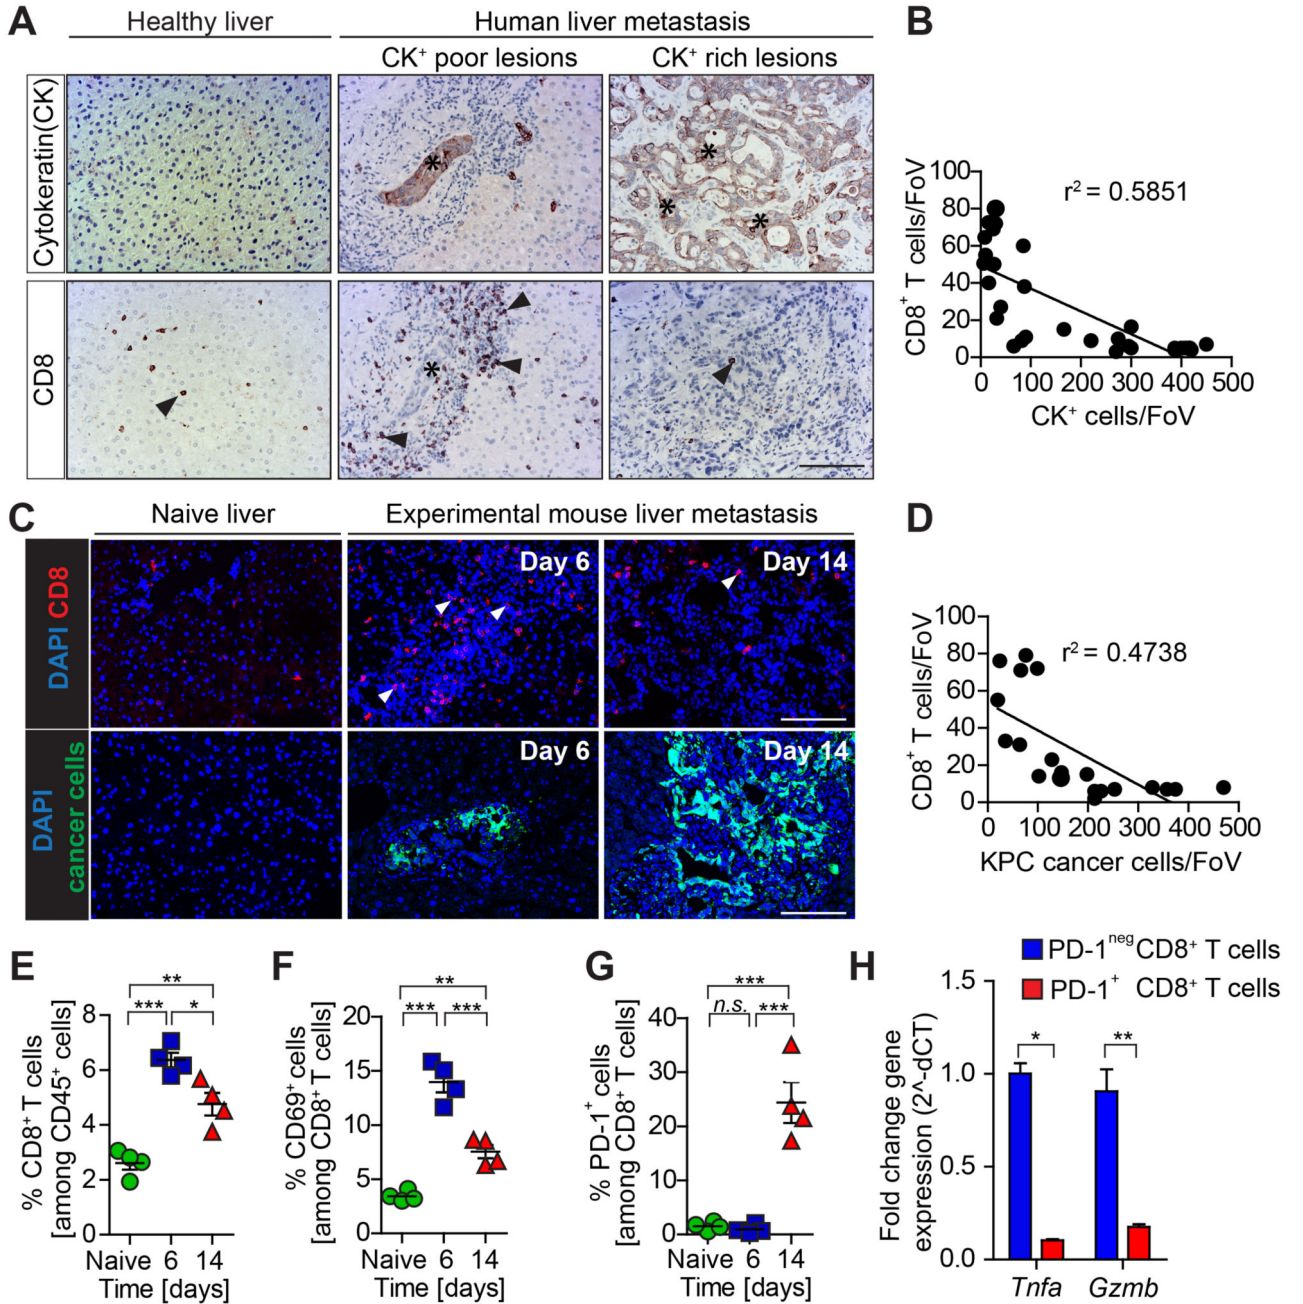 A
Healthy liver
Human liver metastasis
CK+ poor lesions
CK+ rich lesions
Cytokeratin(CK)
*
*
*
*
CD8
*
B
CD8+ T cells/FoV
100
80
60
40
20
0
r2 = 0.5851
0 100 200 300 400 500
CK+ cells/FoV
C
Naive liver
Experimental mouse liver metastasis
DAPI CD8
Day 6
Day 14
DAPI
cancer cells
Day 6
Day 14
D
CD8+ T cells/FoV
100
80
60
40
20
0
r2 = 0.4738
0 100 200 300 400 500
KPC cancer cells/FoV
E
% CD8+ T cells
[among CD45+ cells]
**
*** *
8
6
4
2
0
Naive 6 14
Time [days]
F
% CD69+ cells
[among CD8+ T cells]
**
*** ***
20
15
10
5
0
Naive 6 14
Time [days]
G
% PD-1+ cells
[among CD8+ T cells]
***
n.s. ***
40
30
20
10
0
Naive 6 14
Time [days]
H
PD-1neg CD8+ T cells
PD-1+ CD8+ T cells
Fold change gene
expression (2^-dCT)
1.5
1.0
0.5
0.0
* **
Tnfa Gzmb